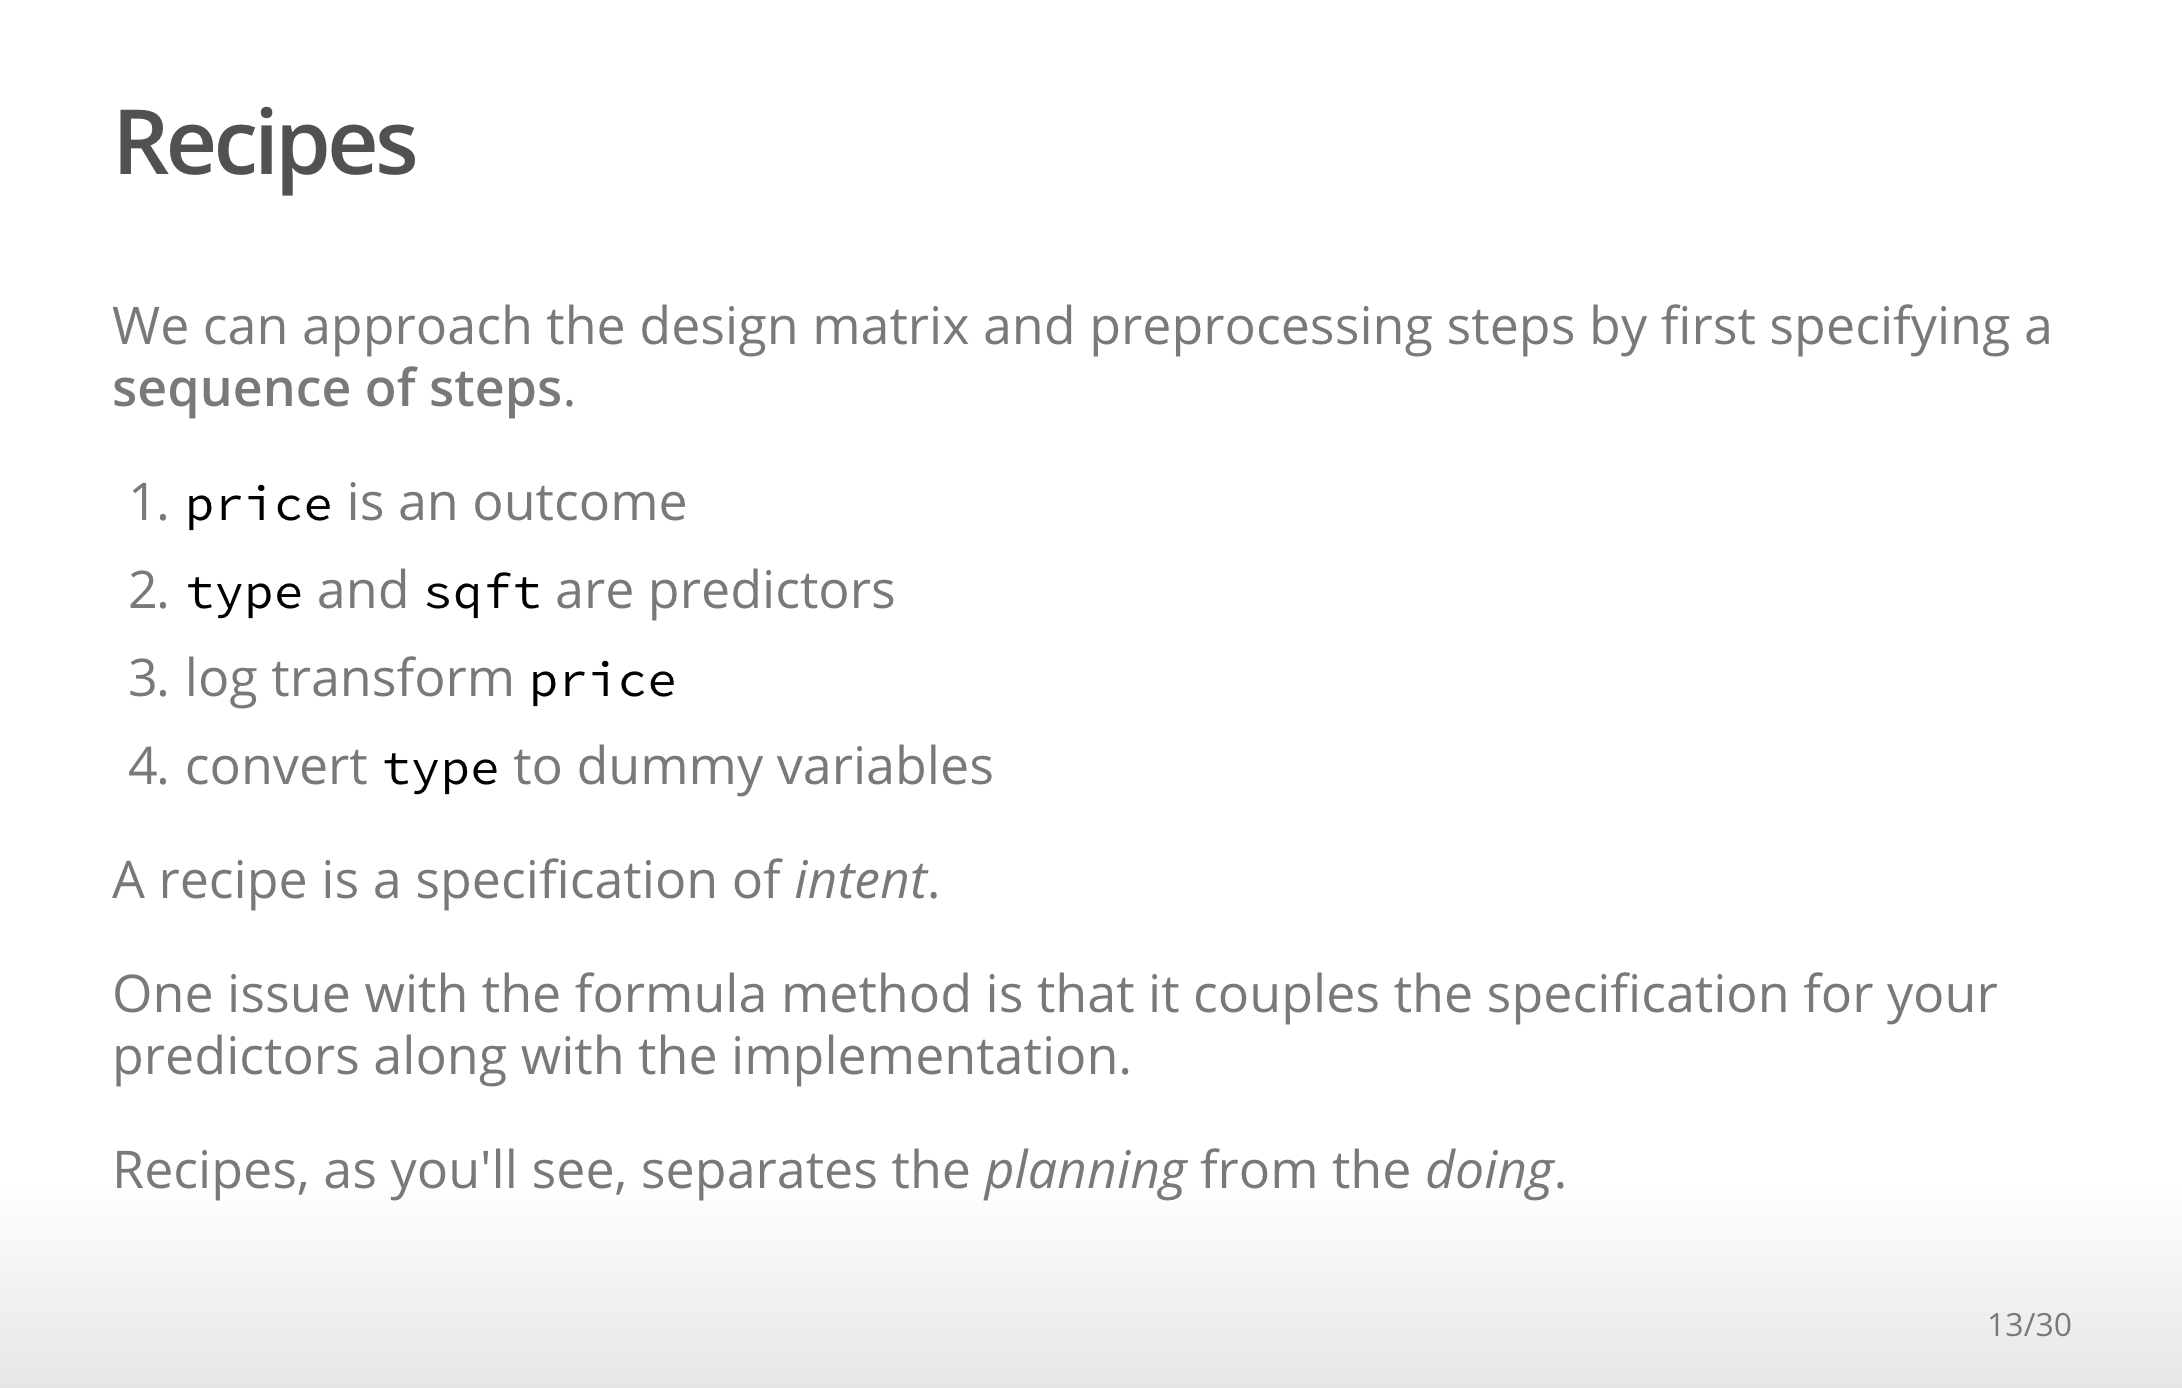 Recipes
We can approach the design matrix and preprocessing steps by first specifying a
sequence of steps.
1. price is an outcome
2. type and sqft are predictors
3. log transform price
4. convert type to dummy variables
A recipe is a specification of intent.
One issue with the formula method is that it couples the specification for your
predictors along with the implementation.
Recipes, as you'll see, separates the planning from the doing.
13/30